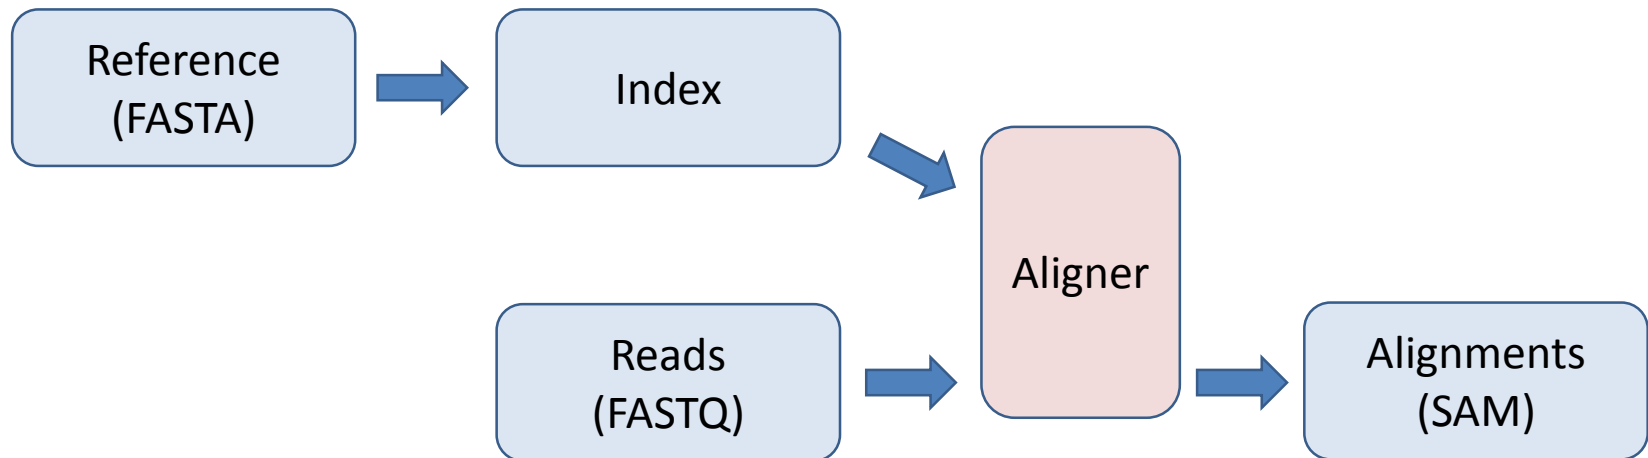 Reference
(FASTA)
Index
Aligner
Reads
(FASTQ)
Alignments
(SAM)